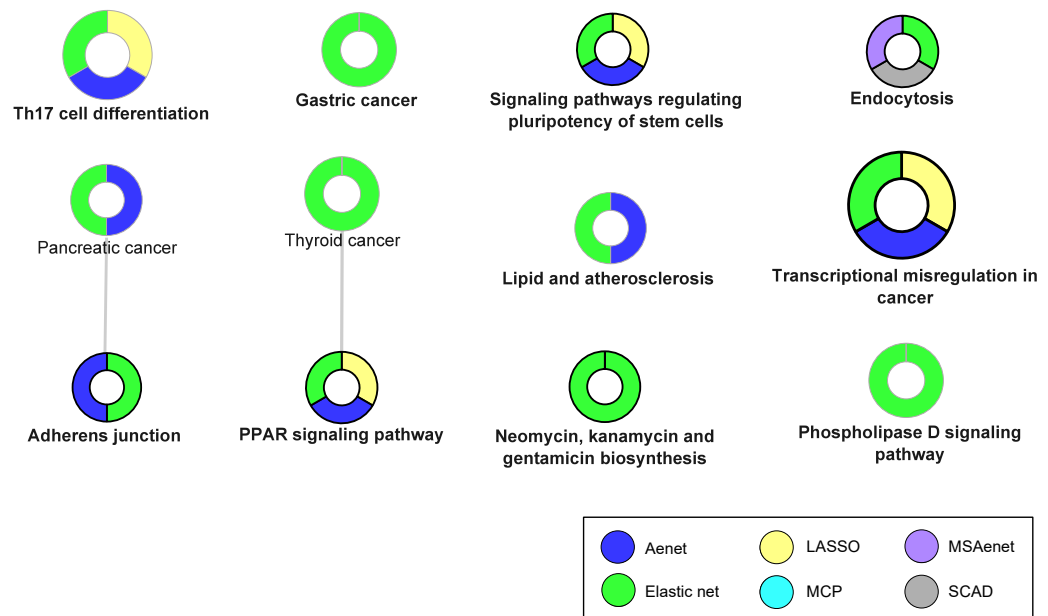 Th17 cell differentiation
Gastric cancer
Signaling pathways regulating
pluripotency of stem cells
Endocytosis
Pancreatic cancer
Thyroid cancer
Lipid and atherosclerosis
Transcriptional misregulation in
cancer
Adherens junction
PPAR signaling pathway
Neomycin, kanamycin and
gentamicin biosynthesis
Phospholipase D signaling
pathway
Aenet
LASSO
MSAenet
Elastic net
MCP
SCAD